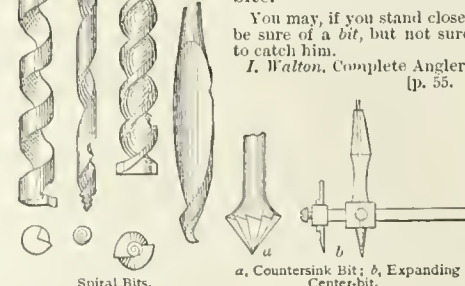 You may, if you stand close
be sure of a bit, but not sure
to catch him.
I. Walton, Complete Angler
[p. 55.
a
b
Spiral Bits.
a, Countersink Bit; b, Expanding
Center-bit.